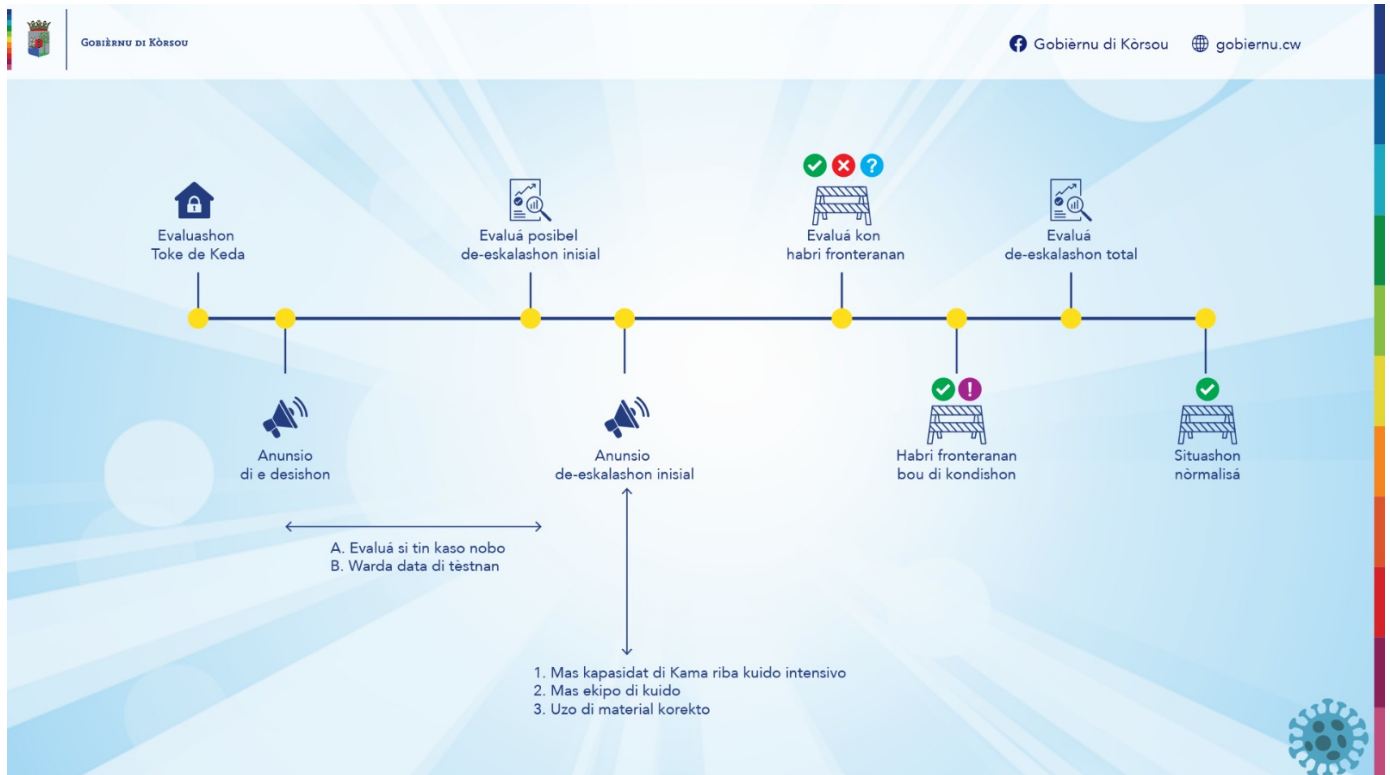 Gobièrnu di Kòrsou
Gobièrnu di Kòrsou
gobiernu.cw
Evaluashon
Toke de Keda
Evaluá posibel
de-eskalashon inisial
Evaluá kon
habri fronteranan
Evaluá
de-eskalashon total
Anunsio
di e desishon
Anunsio
de-eskalashon inisial
Habri fronteranan
bou di kondishon
Situashon
nòrmalisá
A. Evaluá si tin kaso nobo
B. Warda data di tèstnan
1. Mas kapasidat di Kama riba kuido intensivo
2. Mas ekipo di kuido
3. Uzo di material korekto